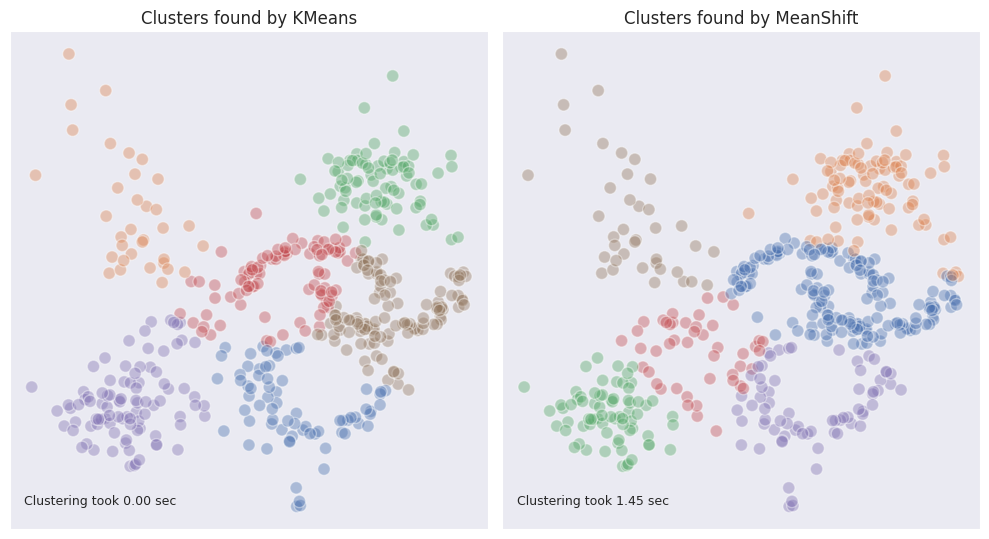 Clusters found by KMeans
Clusters found by MeanShift
Clustering took 0.00 sec
Clustering took 1.45 sec